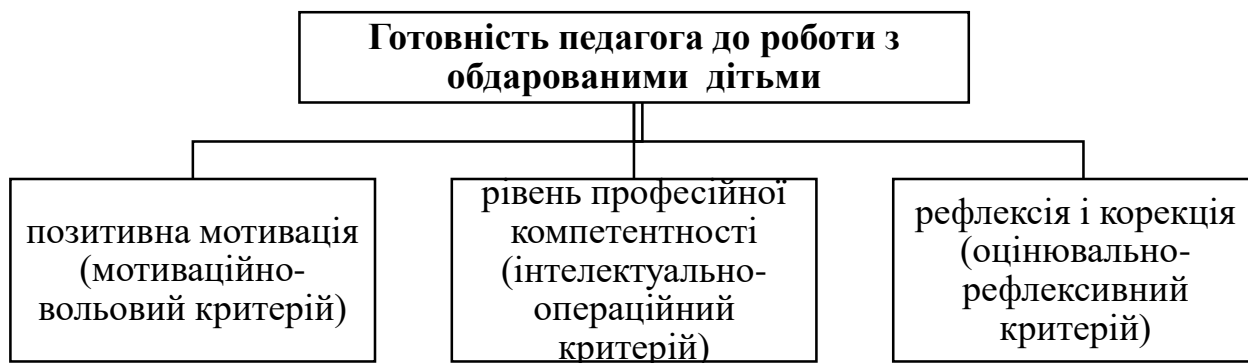 Готовність педагога до роботи з
обдарованими дітьми
позитивна мотивація
(мотиваційно-
вольовий критерій)
рівень професійної
компетентності
(інтелектуально-
операційний
критерій)
рефлексія і корекція
(оцінювально-
рефлексивний
критерій)